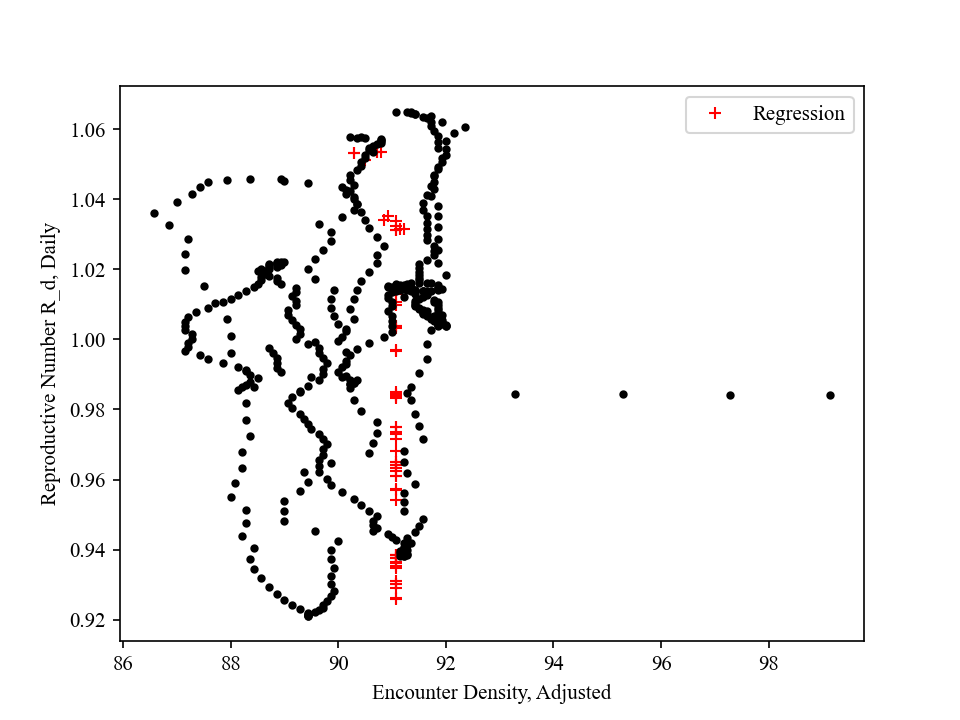 Regression
1.06
1.04
1.02
1.00
0.98
0.96
0.94
0.92
Reproductive Number R_d, Daily
86 88 90 92 94 96 98
Encounter Density, Adjusted